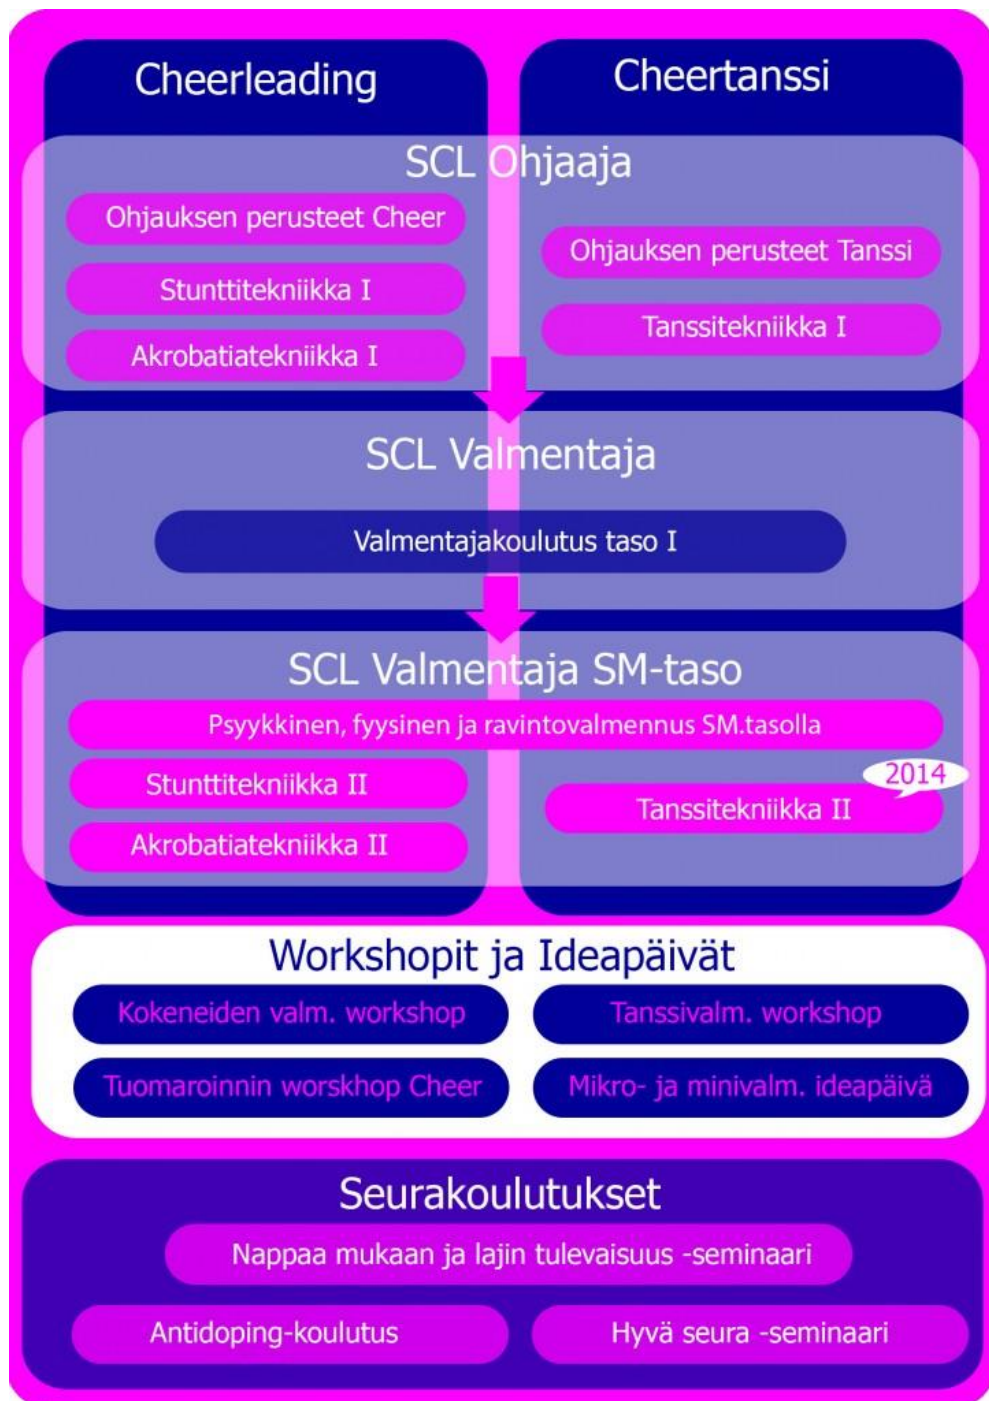 Cheerleading
Cheertanssi
SCL Ohjaaja
Ohjauksen perusteet Cheer
Stunttitekniikka I
Akrobatiatekniikka I
Ohjauksen perusteet Tanssi
Tanssitekniikka I
SCL Valmentaja
Valmentajakoulutus taso I
SCL Valmentaja SM-taso
Psyykkinen, fyysinen ja ravintovalmennus SM.tasolla
Stunttitekniikka II
Akrobatiatekniikka II
2014
Tanssitekniikka II
Workshopit ja Ideapäivät
Kokeneiden valm. workshop
Tanssivalm. workshop
Tuomaroinnin worskhop Cheer
Mikro- ja minivalm. ideapäivä
Seurakoulutukset
Nappaa mukaan ja lajin tulevaisuus -seminaari
Antidoping-koulutus
Hyvä seura -seminaari